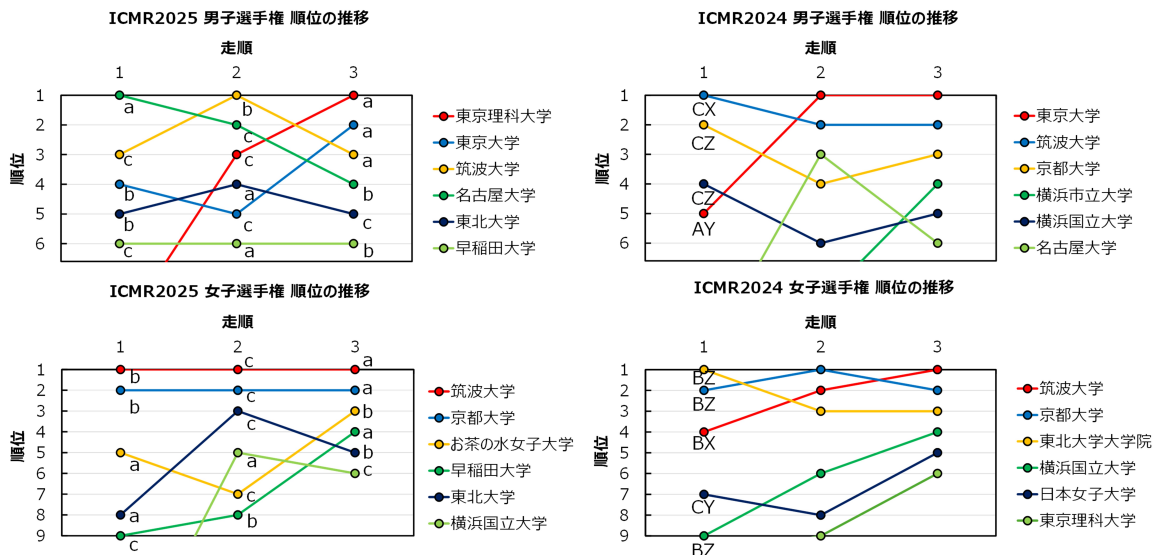 ICMR2025 男子選手権 順位の推移
走順
1 2 3
順位
1
2
3
4
5
6
a b a
c c a
c c a
b a b
b c c
c a b
東京理科大学
東京大学
筑波大学
名古屋大学
東北大学
早稲田大学
ICMR2024 男子選手権 順位の推移
走順
1 2 3
順位
1
2
3
4
5
6
CX
CZ
CZ
AY
東京大学
筑波大学
京都大学
横浜市立大学
横浜国立大学
名古屋大学
ICMR2025 女子選手権 順位の推移
走順
1 2 3
順位
1
2
3
4
5
6
7
8
9
b c a
b c a
a c b
a a a
c c b
b c
筑波大学
京都大学
お茶の水女子大学
早稲田大学
東北大学
横浜国立大学
ICMR2024 女子選手権 順位の推移
走順
1 2 3
順位
1
2
3
4
5
6
7
8
9
BZ
BZ
BX
CY
BZ
筑波大学
京都大学
東北大学大学院
横浜国立大学
日本女子大学
東京理科大学